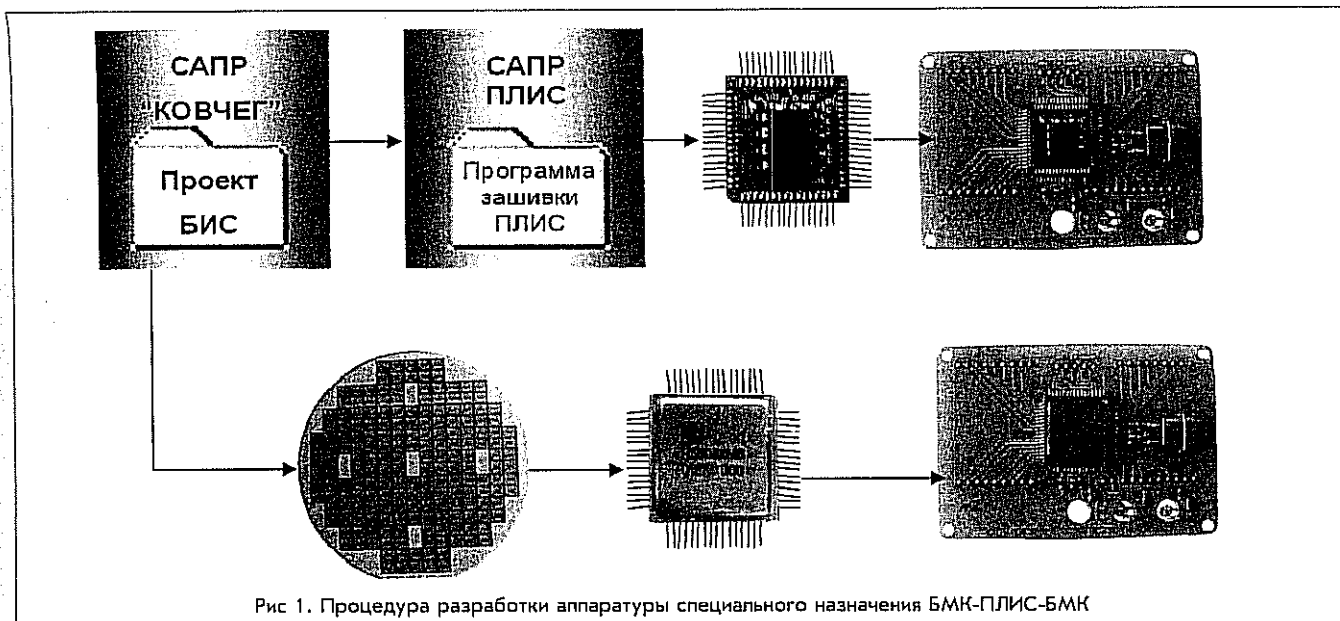 САПР
"КОВЧЕГ"
Проект
БИС
САПР
ПЛИС
Программа
зашивки
ПЛИС
Рис 1. Процедура разработки аппаратуры специального назначения БМК-ПЛИС-БМК